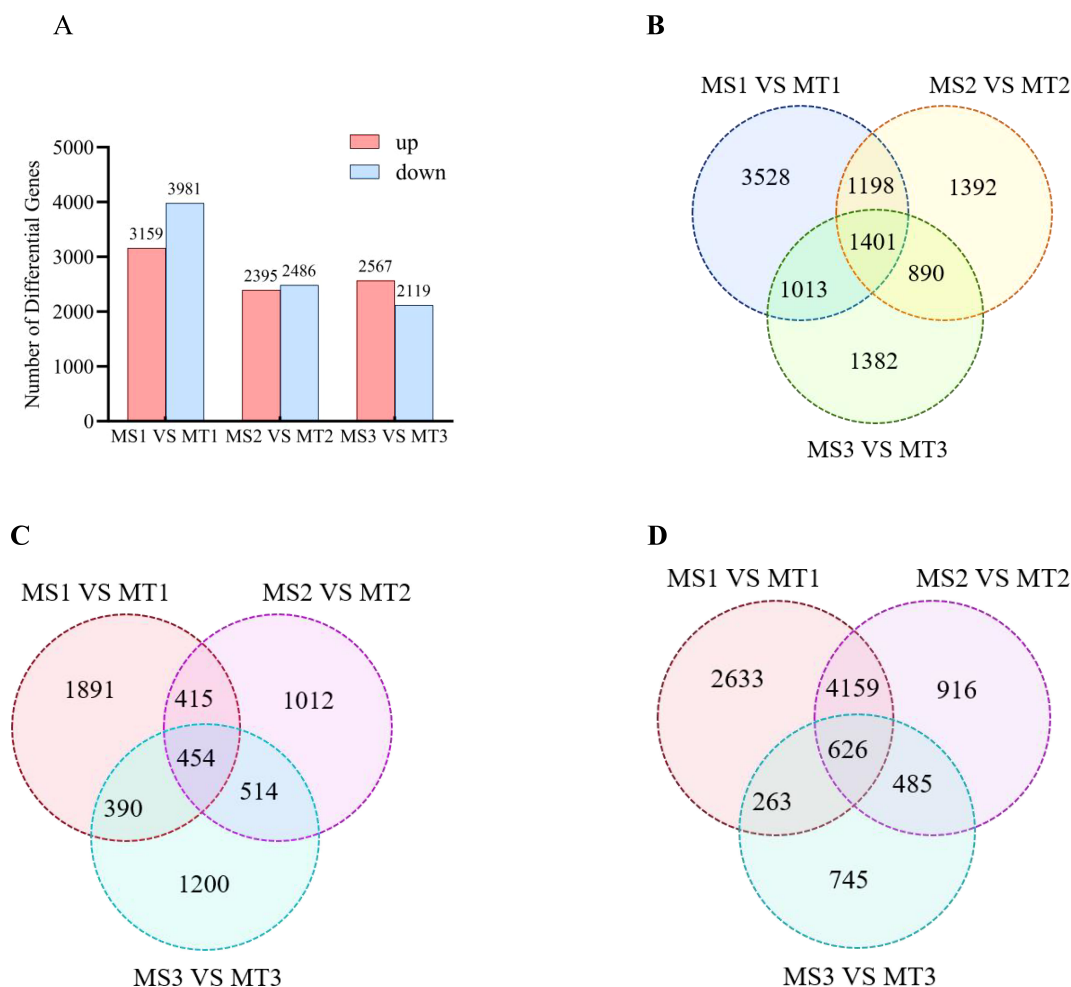 A
Number of Differential Genes
5000
4000
3000
2000
1000
0
up
down
3159
3981
2395
2486
2567
2119
MS1 VS MT1
MS2 VS MT2
MS3 VS MT3
B
MS1 VS MT1
MS2 VS MT2
3528
1198
1392
1401
1013
890
1382
MS3 VS MT3
C
MS1 VS MT1
MS2 VS MT2
1891
415
1012
454
390
514
1200
MS3 VS MT3
D
MS1 VS MT1
MS2 VS MT2
2633
4159
916
626
263
485
745
MS3 VS MT3